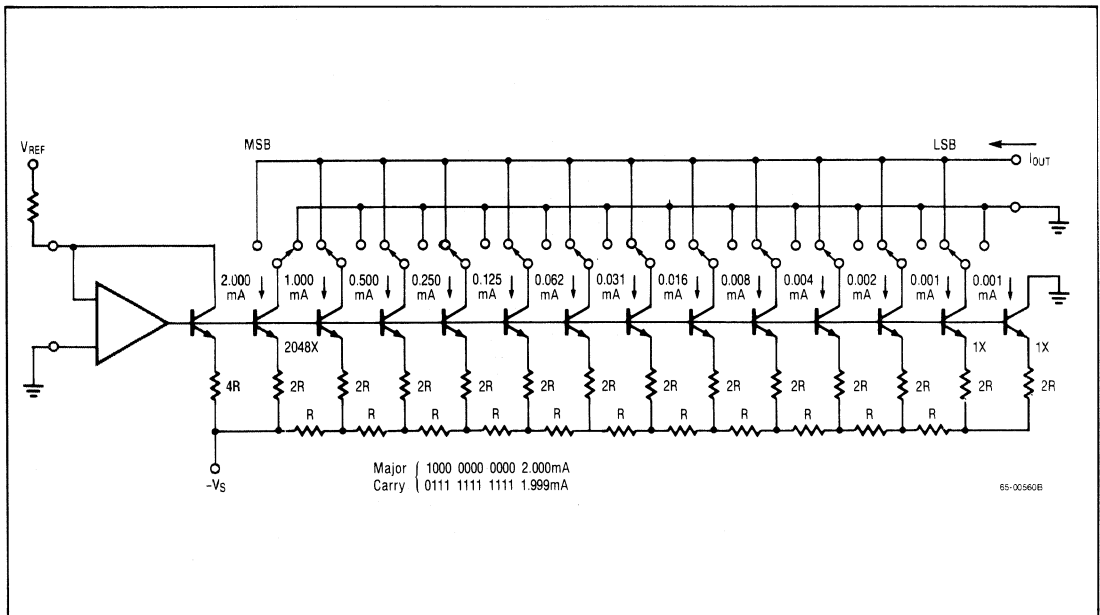 MSB LSB
V_REF I_OUT
2.000 mA 1.000 mA 0.500 mA 0.250 mA 0.125 mA 0.062 mA 0.031 mA 0.016 mA 0.008 mA 0.004 mA 0.002 mA 0.001 mA 0.001 mA
2048X 1X 1X
4R 2R 2R 2R 2R 2R 2R 2R 2R 2R 2R 2R 2R 2R
R R R R R R R R R R R
-V_S
Major 1000 0000 0000 2.000mA
Carry 0111 1111 1111 1.999mA
65-00560B